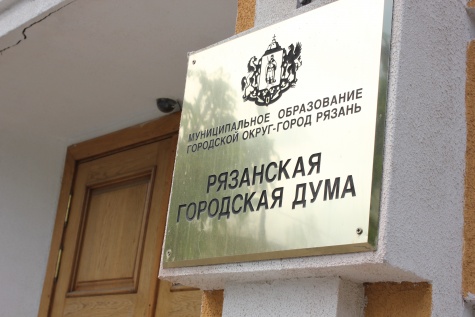 МУНИЦИПАЛЬНОЕ ОБРАЗОВАНИЕ
ГОРОДСКОЙ ОКРУГ-ГОРОД РЯЗАНЬ
РЯЗАНСКАЯ
ГОРОДСКАЯ ДУМА